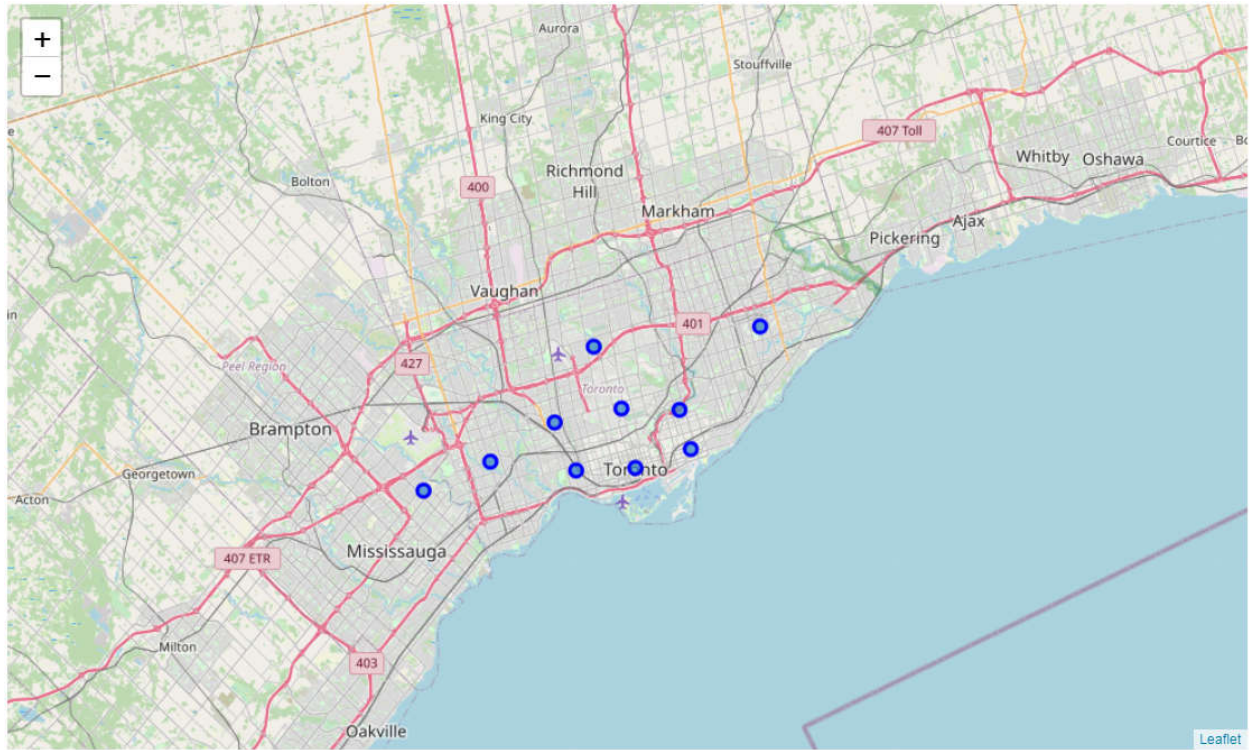 +
Aurora
Stouffville
−
King City
407 Toll
Courtice
Whitby Oshawa
Richmond
Hill
Bolton
400
Markham
Ajax
Pickering
Vaughan
401
427
Peel Region
Toronto
Brampton
Toronto
Georgetown
Acton
Mississauga
407 ETR
Milton
403
Oakville
Leaflet